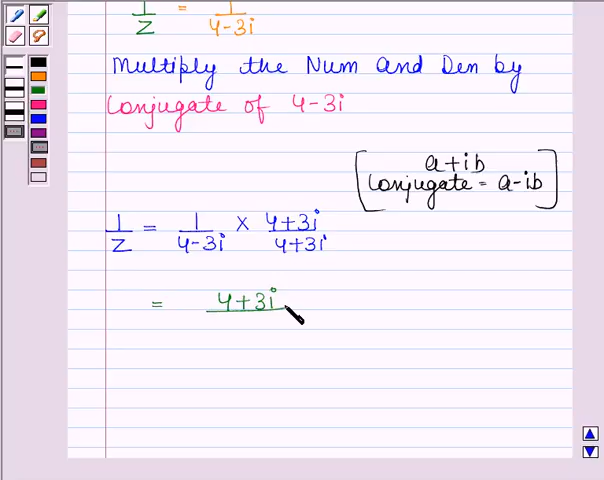 1/Z = 1/4-3i
Multiply the Num and Den by
Conjugate of 4-3i
[a+ib
Conjugate = a-ib]
1/Z = 1/4-3i × 4+3i/4+3i
= 4+3i